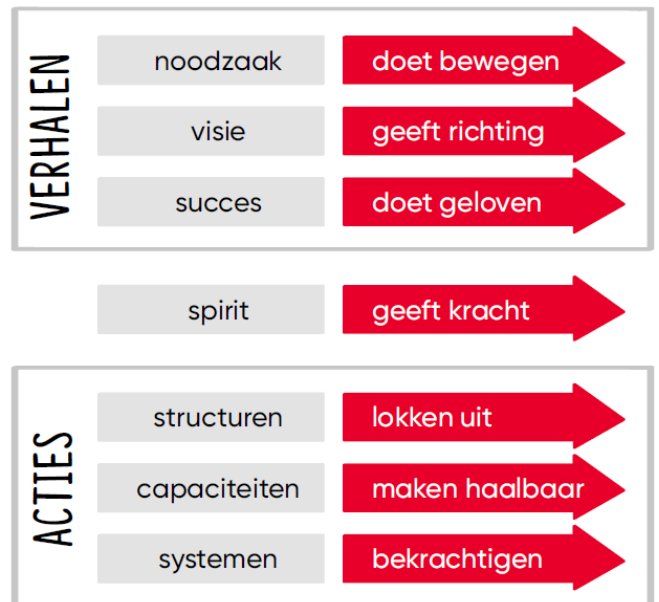 VERHALEN
noodzaak doet bewegen
visie geeft richting
succes doet geloven
spirit geeft kracht
ACTIES
structuren lokken uit
capaciteiten maken haalbaar
systemen bekrachtigen